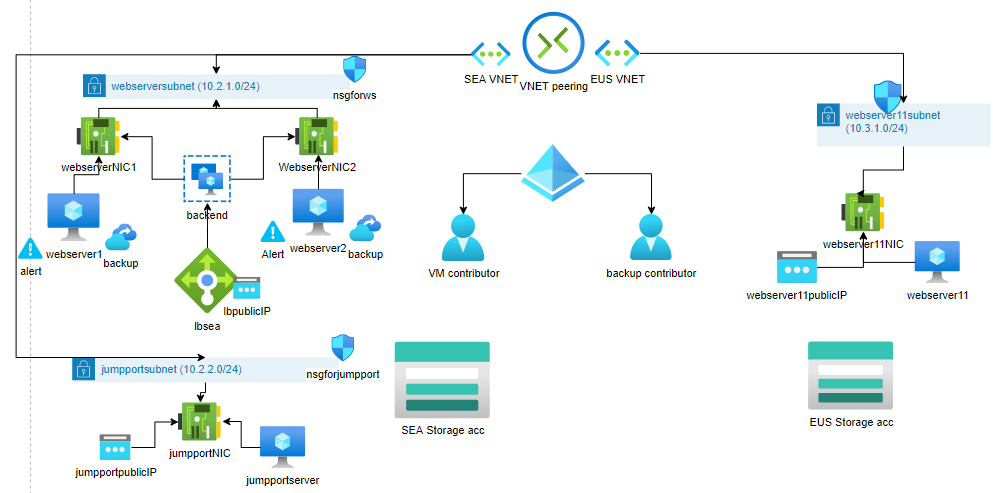 SEA VNET
VNET peering
EUS VNET
webserversubnet (10.2.1.0/24)
nsgforws
webserver11subnet
(10.3.1.0/24)
webserverNIC1
WebserverNIC2
backend
webserver1
backup
alert
Alert
webserver2
backup
lbpublicIP
lbsea
VM contributor
backup contributor
webserver11NIC
webserver11publicIP
webserver11
jumpportsubnet (10.2.2.0/24)
nsgforjumpport
SEA Storage acc
EUS Storage acc
jumpportNIC
jumpportpublicIP
jumpportserver